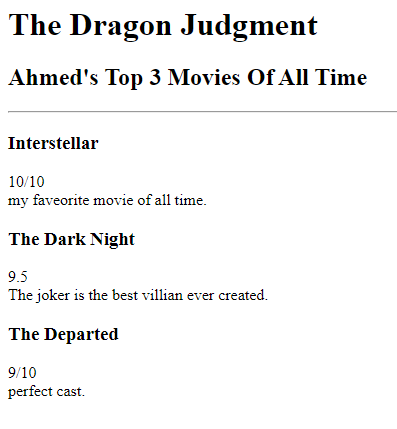 The Dragon Judgment
Ahmed's Top 3 Movies Of All Time
Interstellar
10/10
my faveorite movie of all time.
The Dark Night
9.5
The joker is the best villian ever created.
The Departed
9/10
perfect cast.